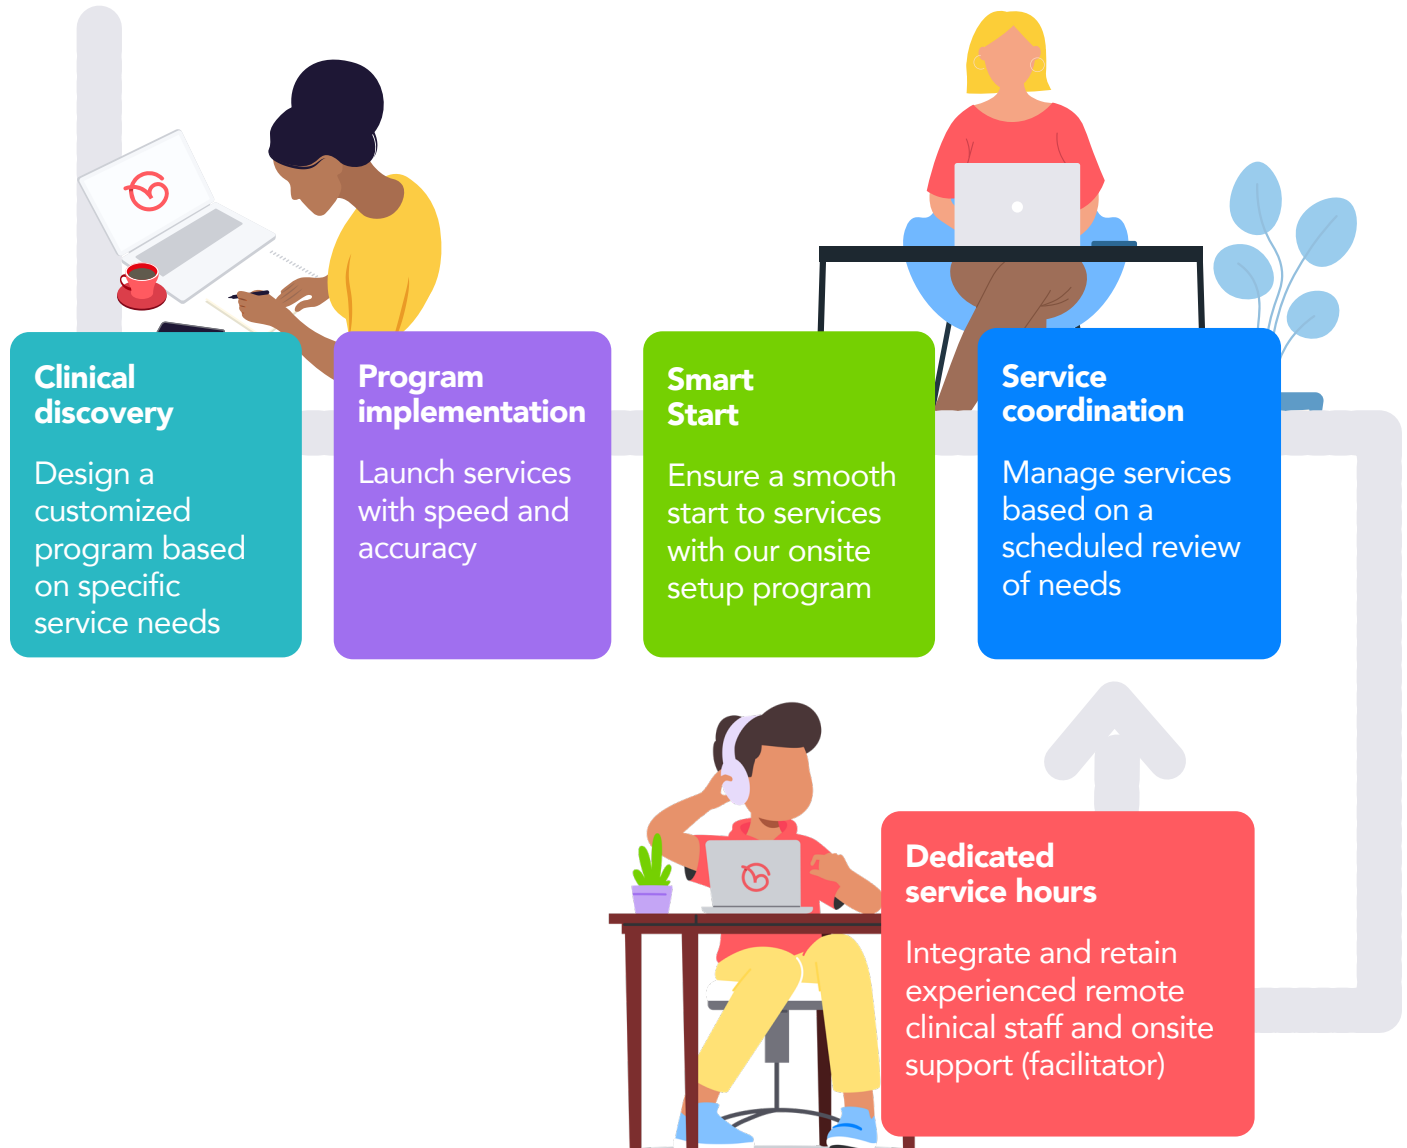 Clinical
discovery
Design a
customized
program based
on specific
service needs
Program
implementation
Launch services
with speed and
accuracy
Smart
Start
Ensure a smooth
start to services
with our onsite
setup program
Service
coordination
Manage services
based on a
scheduled review
of needs
Dedicated
service hours
Integrate and retain
experienced remote
clinical staff and onsite
support (facilitator)